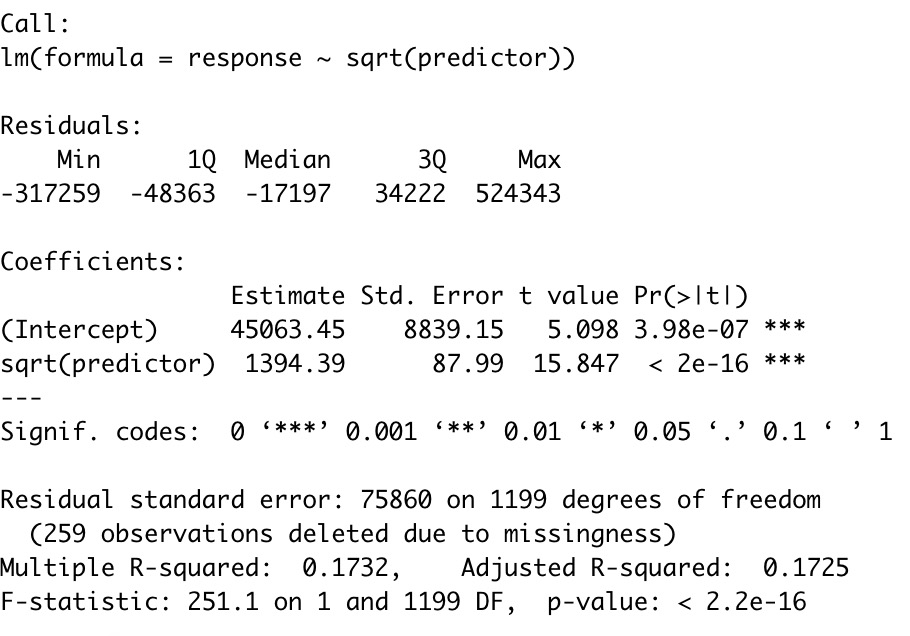 Call:
lm(formula = response ~ sqrt(predictor))
Residuals:
Min 1Q Median 3Q Max
-317259 -48363 -17197 34222 524343
Coefficients:
Estimate Std. Error t value Pr(>|t|)
(Intercept) 45063.45 8839.15 5.098 3.98e-07 ***
sqrt(predictor) 1394.39 87.99 15.847 < 2e-16 ***
---
Signif. codes: 0 ‘***’ 0.001 ‘**’ 0.01 ‘*’ 0.05 ‘.’ 0.1 ‘ ’ 1
Residual standard error: 75860 on 1199 degrees of freedom
(259 observations deleted due to missingness)
Multiple R-squared: 0.1732, Adjusted R-squared: 0.1725
F-statistic: 251.1 on 1 and 1199 DF, p-value: < 2.2e-16